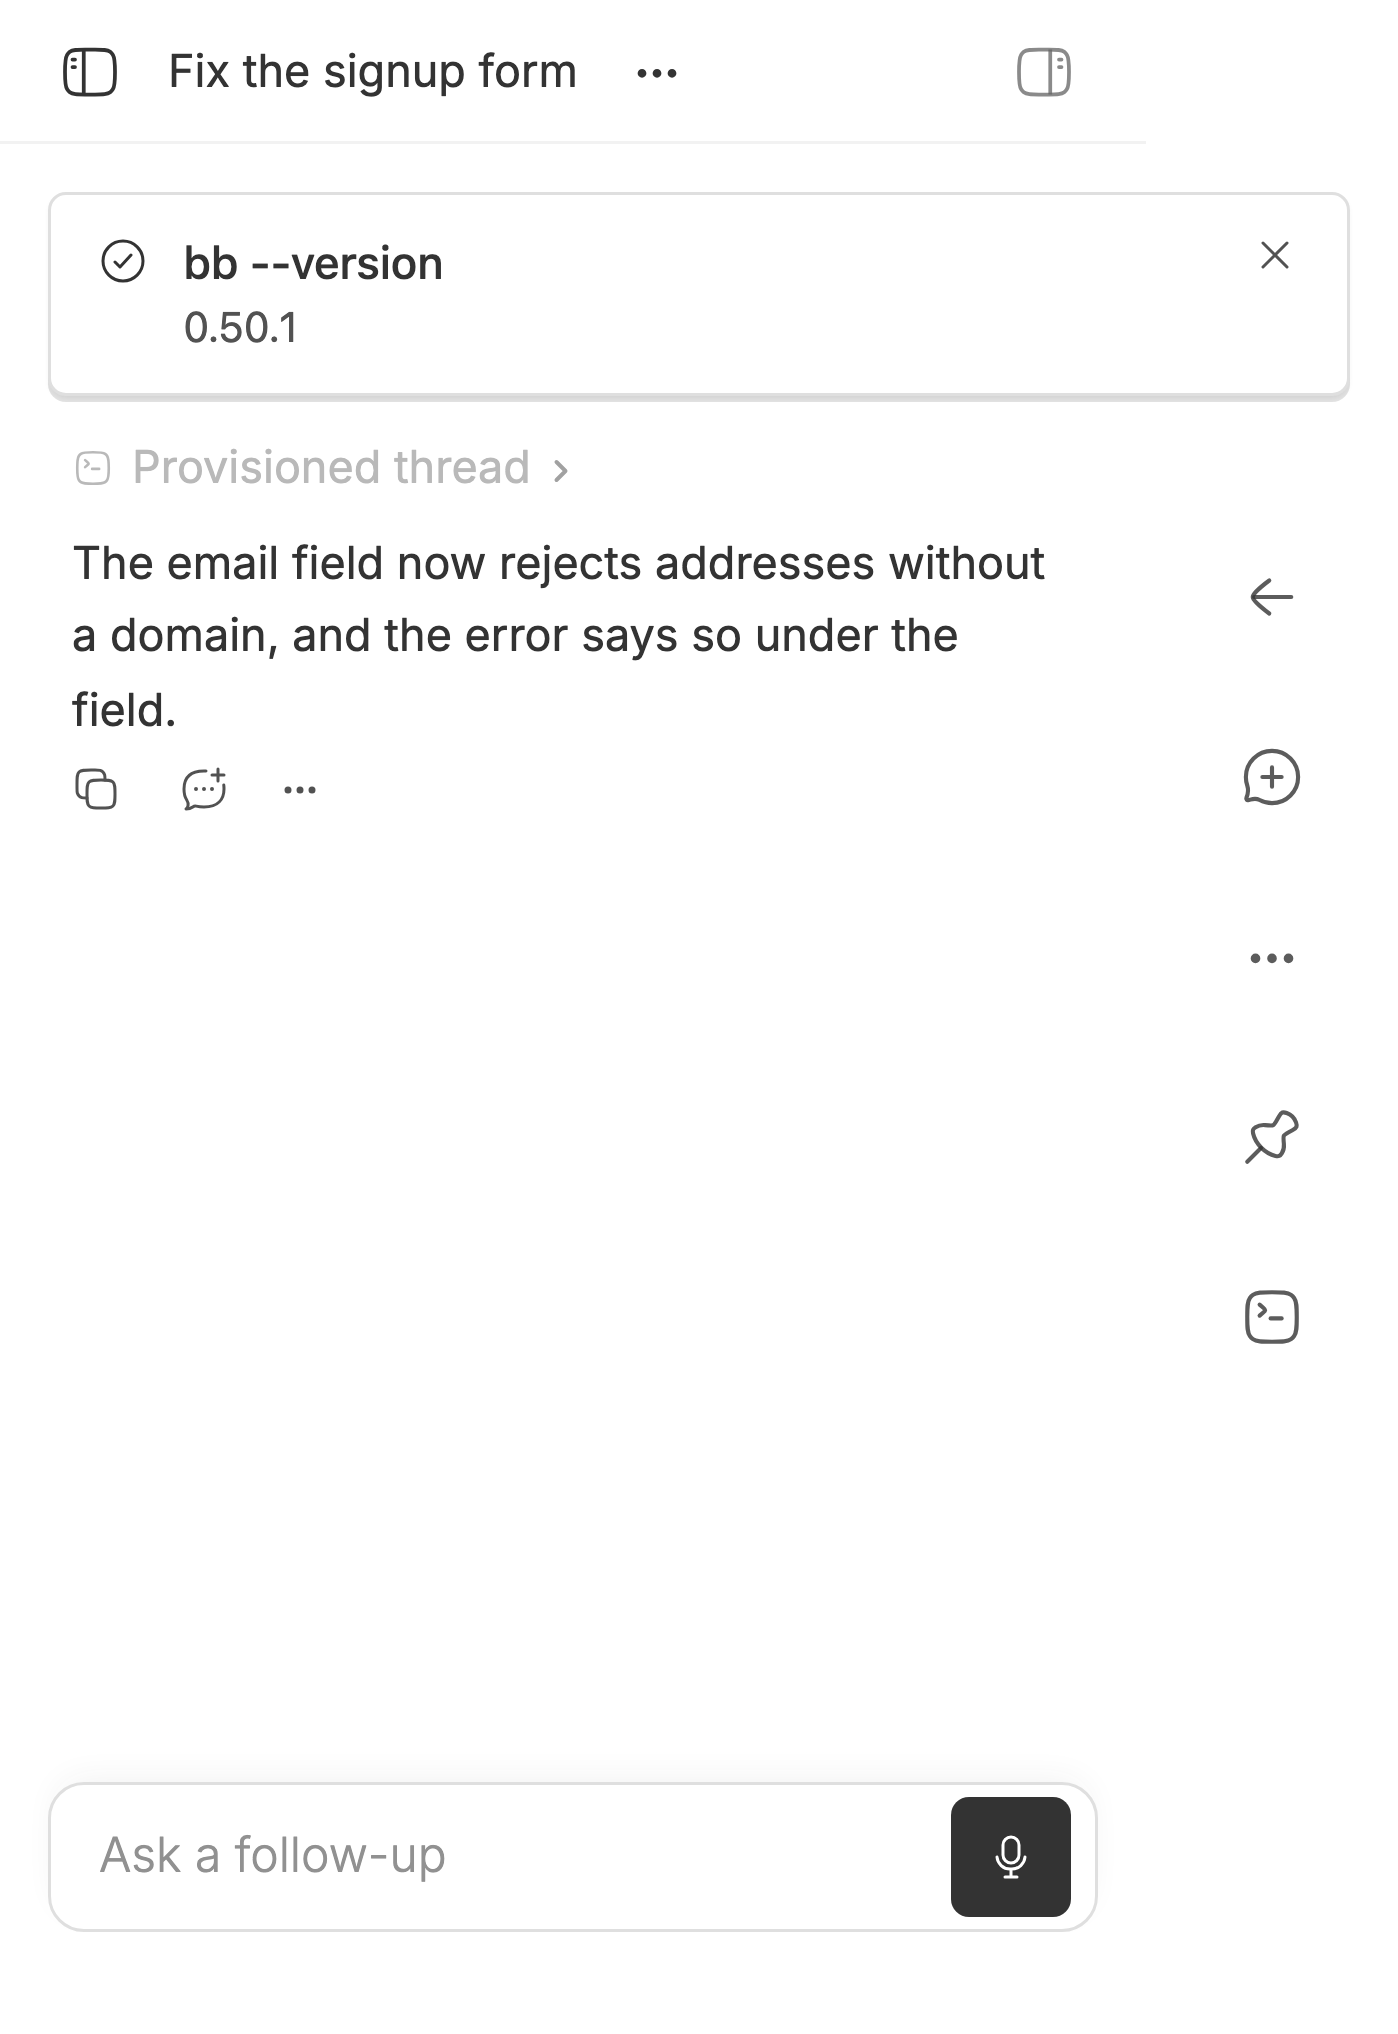 Fix the signup form
bb --version
0.50.1
Provisioned thread
The email field now rejects addresses without
a domain, and the error says so under the
field.
Ask a follow-up